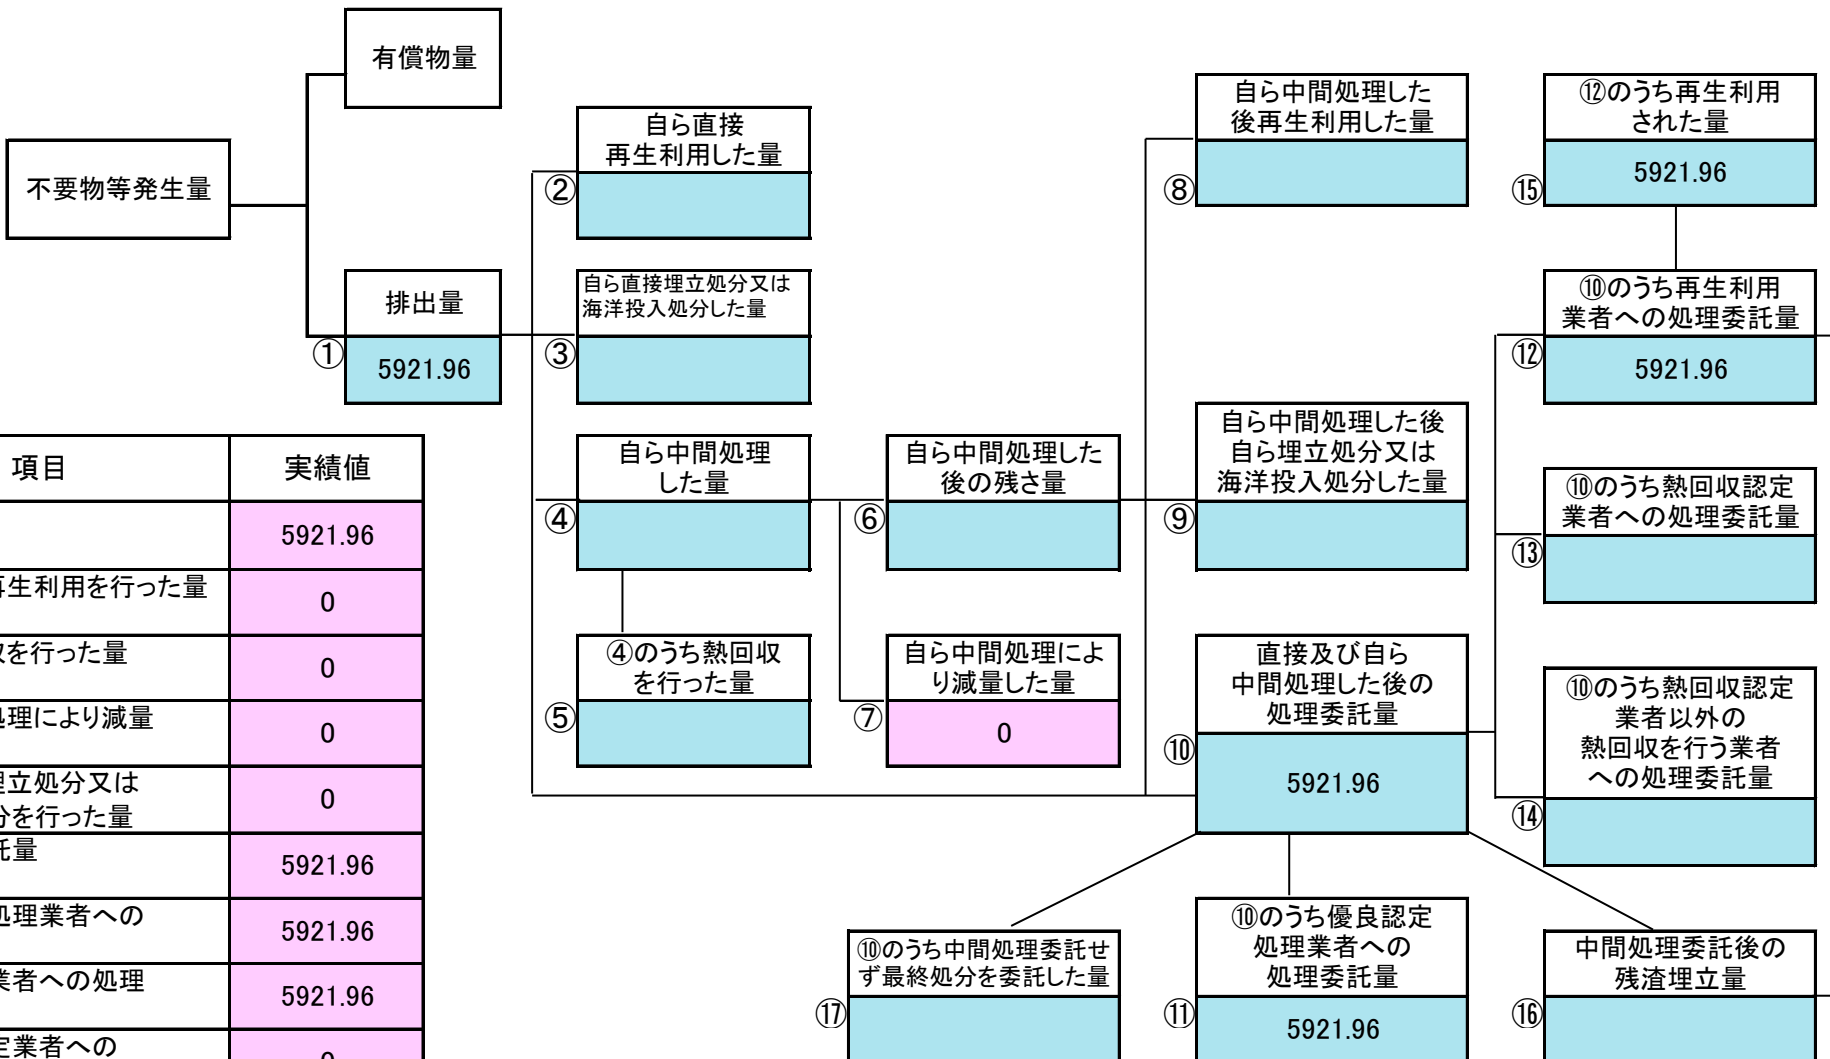 有償物量
不要物等発生量
排出量
①
5921.96
自ら直接
再生利用した量
②
自ら直接埋立処分又は
海洋投入処分した量
③
自ら中間処理
した量
④
④のうち熱回収
を行った量
⑤
自ら中間処理した
後の残さ量
⑥
自ら中間処理によ
り減量した量
⑦
0
自ら中間処理した
後再生利用した量
⑧
自ら中間処理した後
自ら埋立処分又は
海洋投入処分した量
⑨
直接及び自ら
中間処理した後の
処理委託量
⑩
5921.96
⑫のうち再生利用
された量
⑮
5921.96
⑩のうち再生利用
業者への処理委託量
⑫
5921.96
⑩のうち熱回収認定
業者への処理委託量
⑬
⑩のうち熱回収認定
業者以外の
熱回収を行う業者
への処理委託量
⑭
⑩のうち中間処理委託せ
ず最終処分を委託した量
⑰
⑩のうち優良認定
処理業者への
処理委託量
⑪
5921.96
中間処理委託後の
残渣埋立量
⑯
項目 実績値
5921.96
生利用を行った量 0
を行った量 0
理により減量 0
立処分又は
を行った量 0
託量 5921.96
処理業者への 5921.96
業者への処理 5921.96
定業者への 0